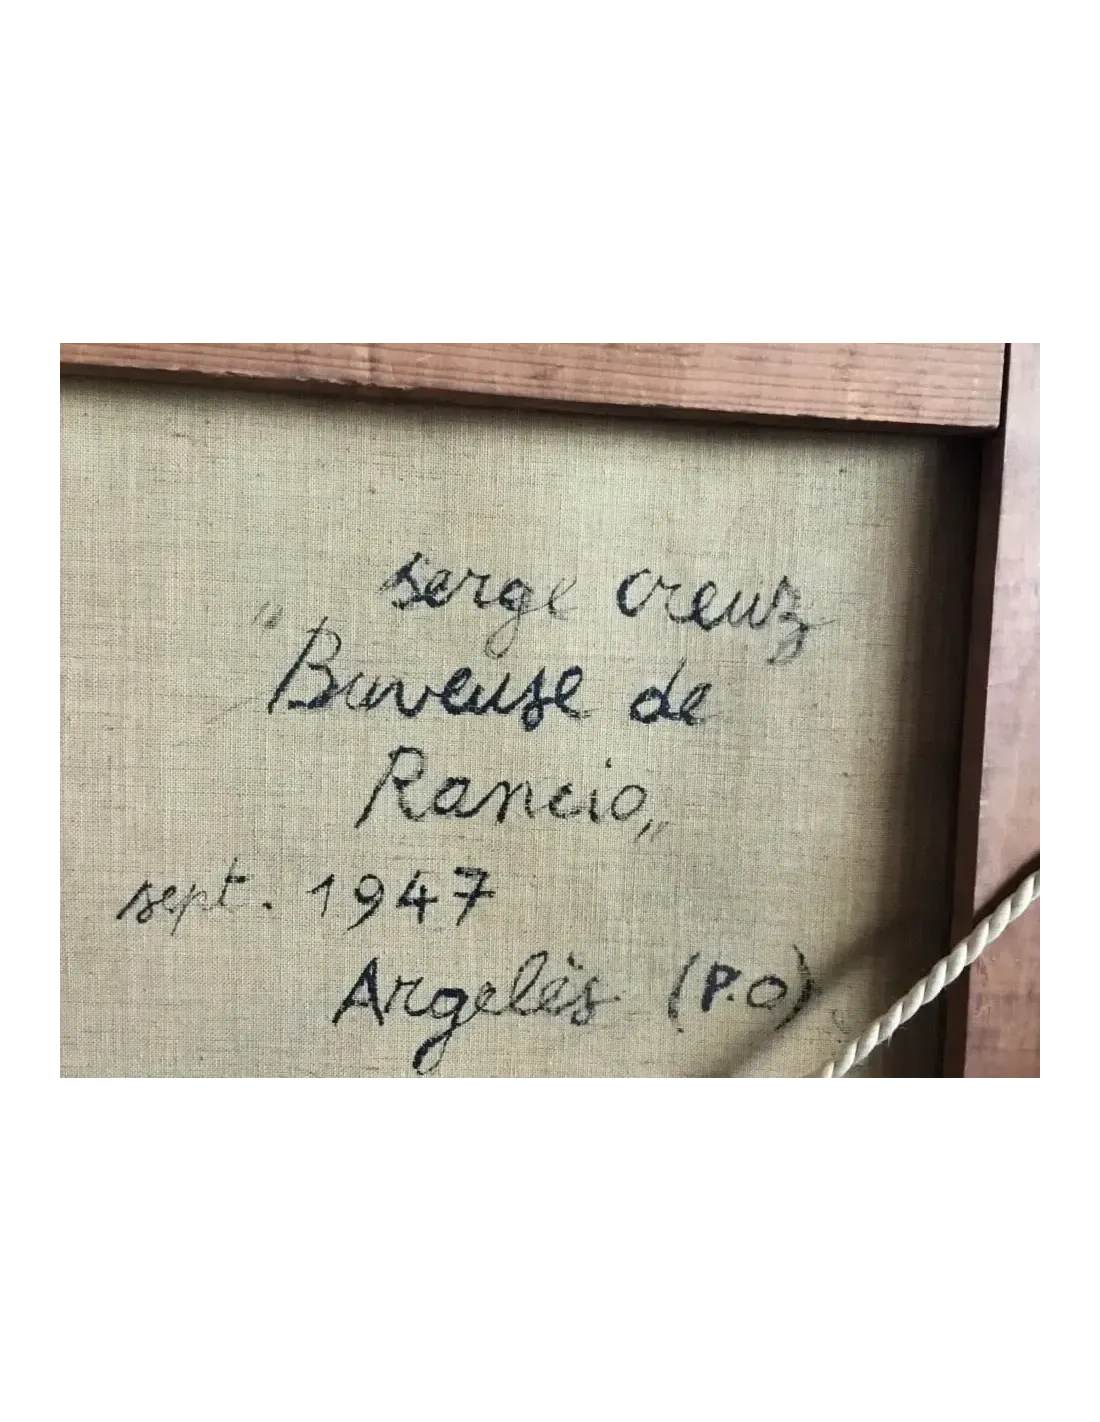 serge creuz
"Buveuse de
Rancio„
sept. 1947
Argelès (P.O)